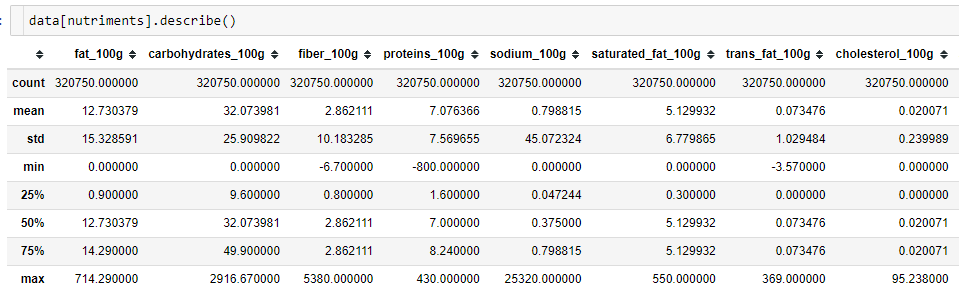 data[nutriments].describe()
fat_100g carbohydrates_100g fiber_100g proteins_100g sodium_100g saturated_fat_100g trans_fat_100g cholesterol_100g
count 320750.000000 320750.000000 320750.000000 320750.000000 320750.000000 320750.000000 320750.000000 320750.000000
mean 12.730379 32.073981 2.862111 7.076366 0.798815 5.129932 0.073476 0.020071
std 15.328591 25.909822 10.183285 7.569655 45.072324 6.779865 1.029484 0.239989
min 0.000000 0.000000 -6.700000 -800.000000 0.000000 0.000000 -3.570000 0.000000
25% 0.900000 9.600000 0.800000 1.600000 0.047244 0.300000 0.000000 0.000000
50% 12.730379 32.073981 2.862111 7.000000 0.375000 5.129932 0.073476 0.020071
75% 14.290000 49.900000 2.862111 8.240000 0.798815 5.129932 0.073476 0.020071
max 714.290000 2916.670000 5380.000000 430.000000 25320.000000 550.000000 369.000000 95.238000